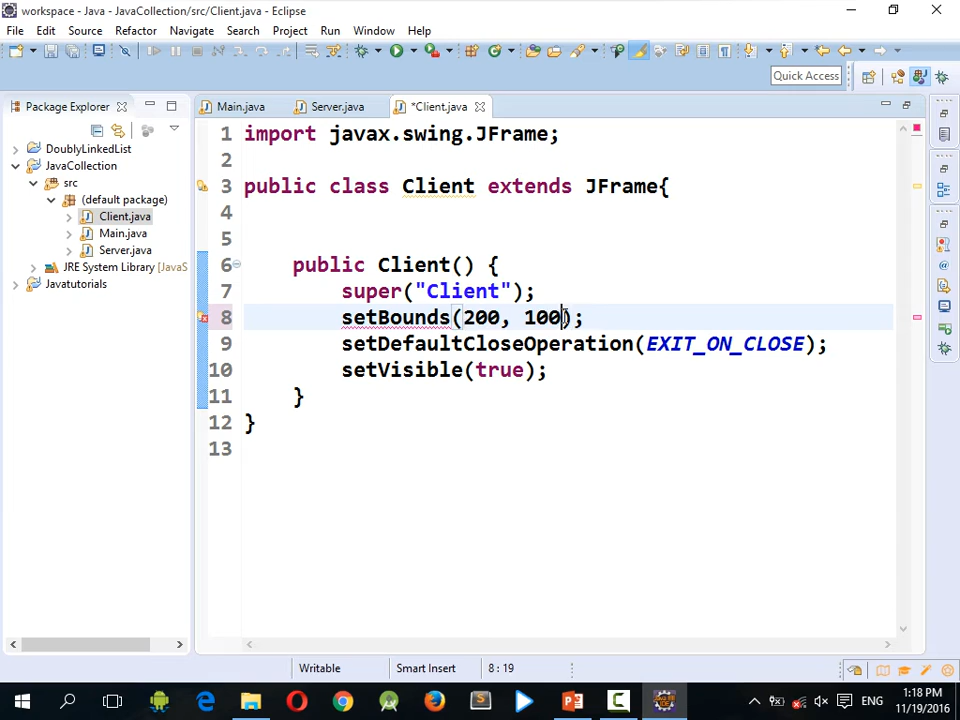 workspace - Java - JavaCollection/src/Client.java - Eclipse
File Edit Source Refactor Navigate Search Project Run Window Help
Quick Access
Package Explorer
Main.java
Server.java
*Client.java
DoublyLinkedList
JavaCollection
src
(default package)
Client.java
Main.java
Server.java
JRE System Library [JavaS
Javatutorials
1 import javax.swing.JFrame;
2
3 public class Client extends JFrame{
4
5
6 public Client() {
7 super("Client");
8 setBounds(200, 100);
9 setDefaultCloseOperation(EXIT_ON_CLOSE);
10 setVisible(true);
11 }
12 }
13
Writable
Smart Insert
8 : 19
ENG
1:18 PM
11/19/2016